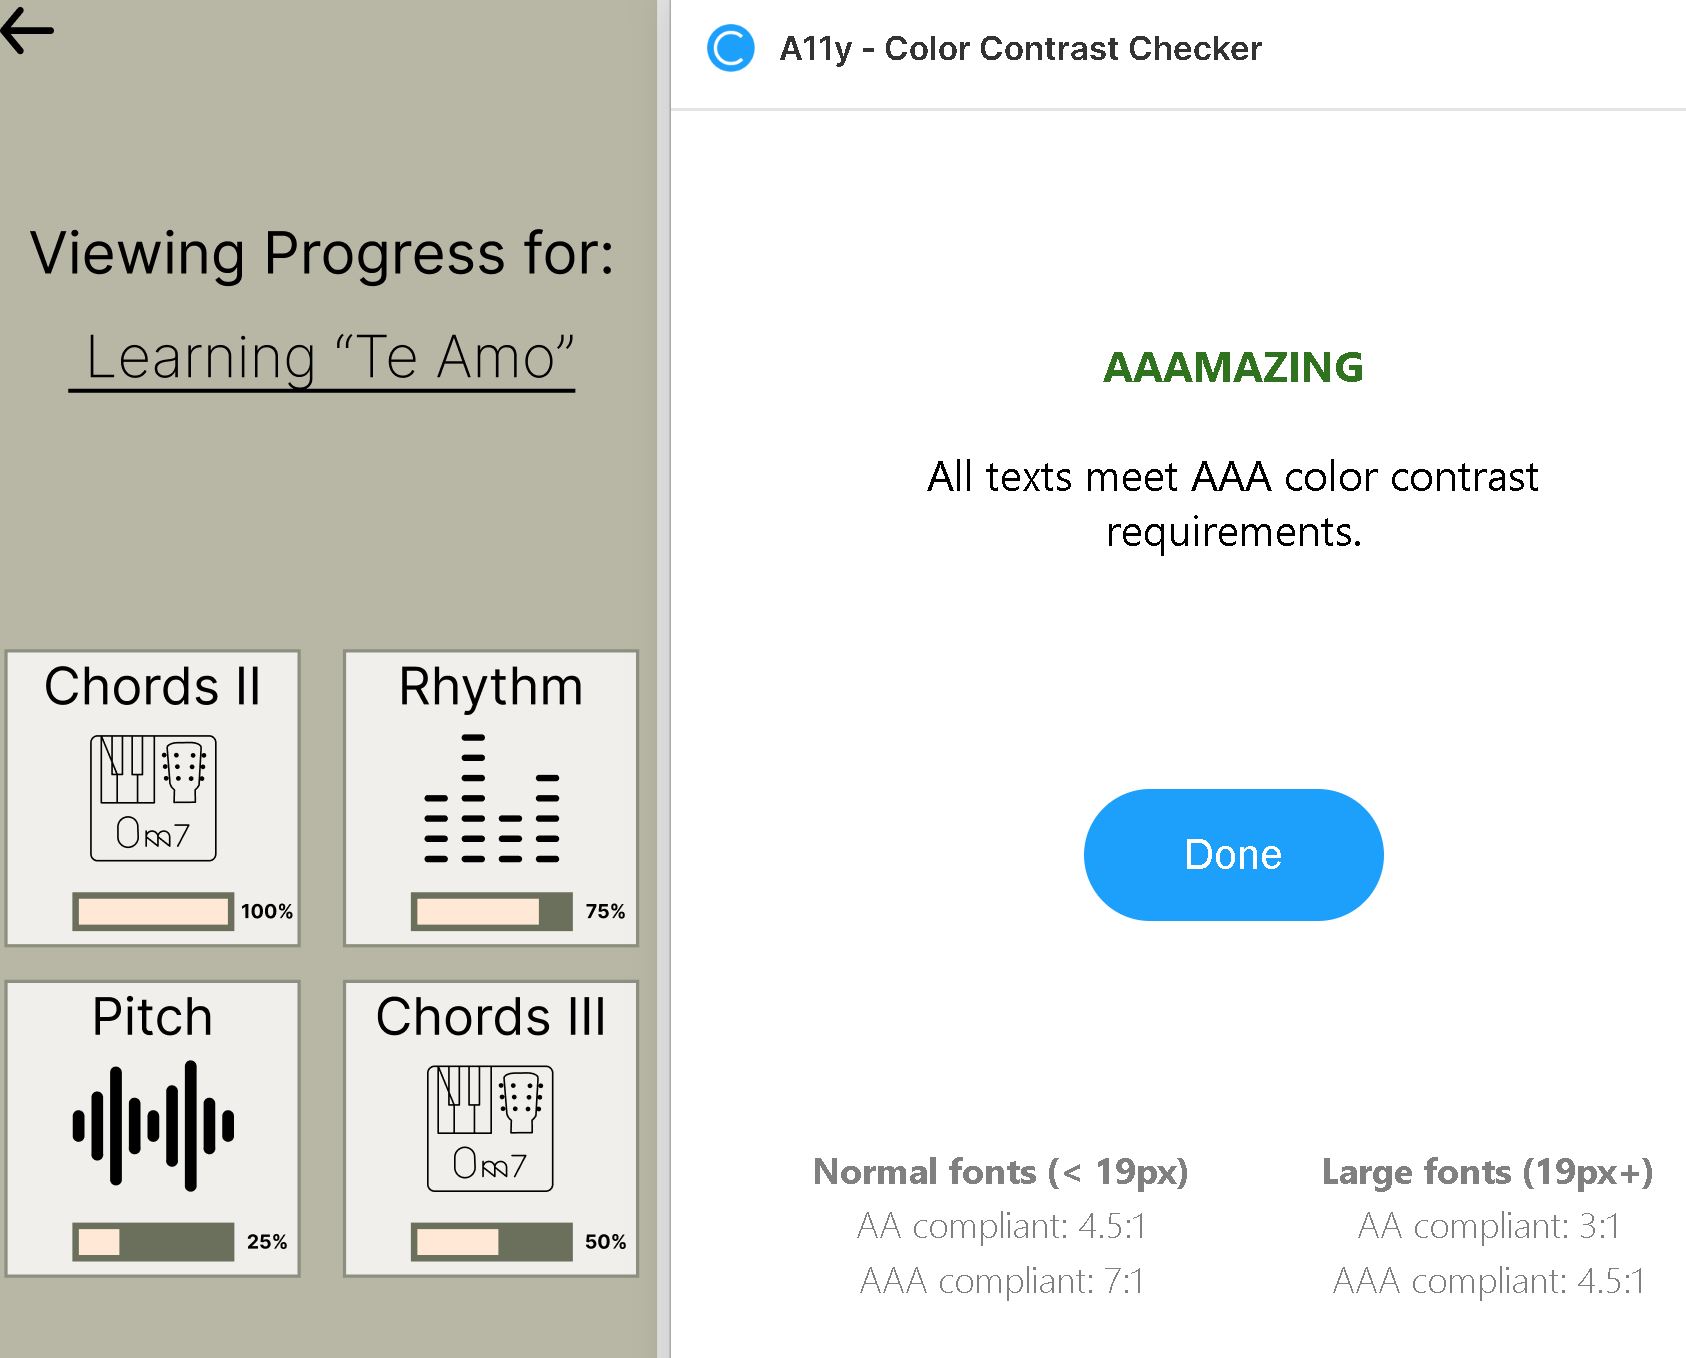 Viewing Progress for:
Learning “Te Amo”
Chords II
100%
Rhythm
75%
Pitch
25%
Chords III
50%
A11y - Color Contrast Checker
AAAMAZING
All texts meet AAA color contrast
requirements.
Done
Normal fonts (< 19px)
AA compliant: 4.5:1
AAA compliant: 7:1
Large fonts (19px+)
AA compliant: 3:1
AAA compliant: 4.5:1